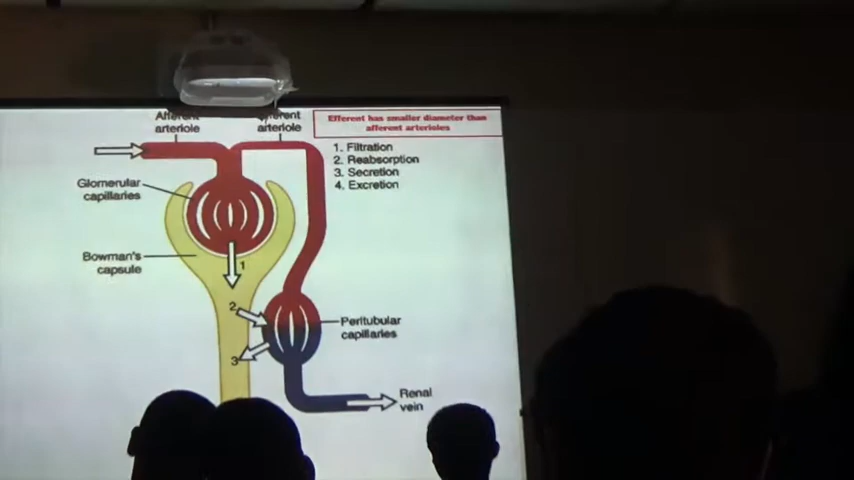 Afferent
arteriole
Efferent
arteriole
Efferent has smaller diameter than
afferent arterioles
1. Filtration
2. Reabsorption
3. Secretion
4. Excretion
Glomerular
capillaries
Bowman's
capsule
1
2
3
Peritubular
capillaries
Renal
vein